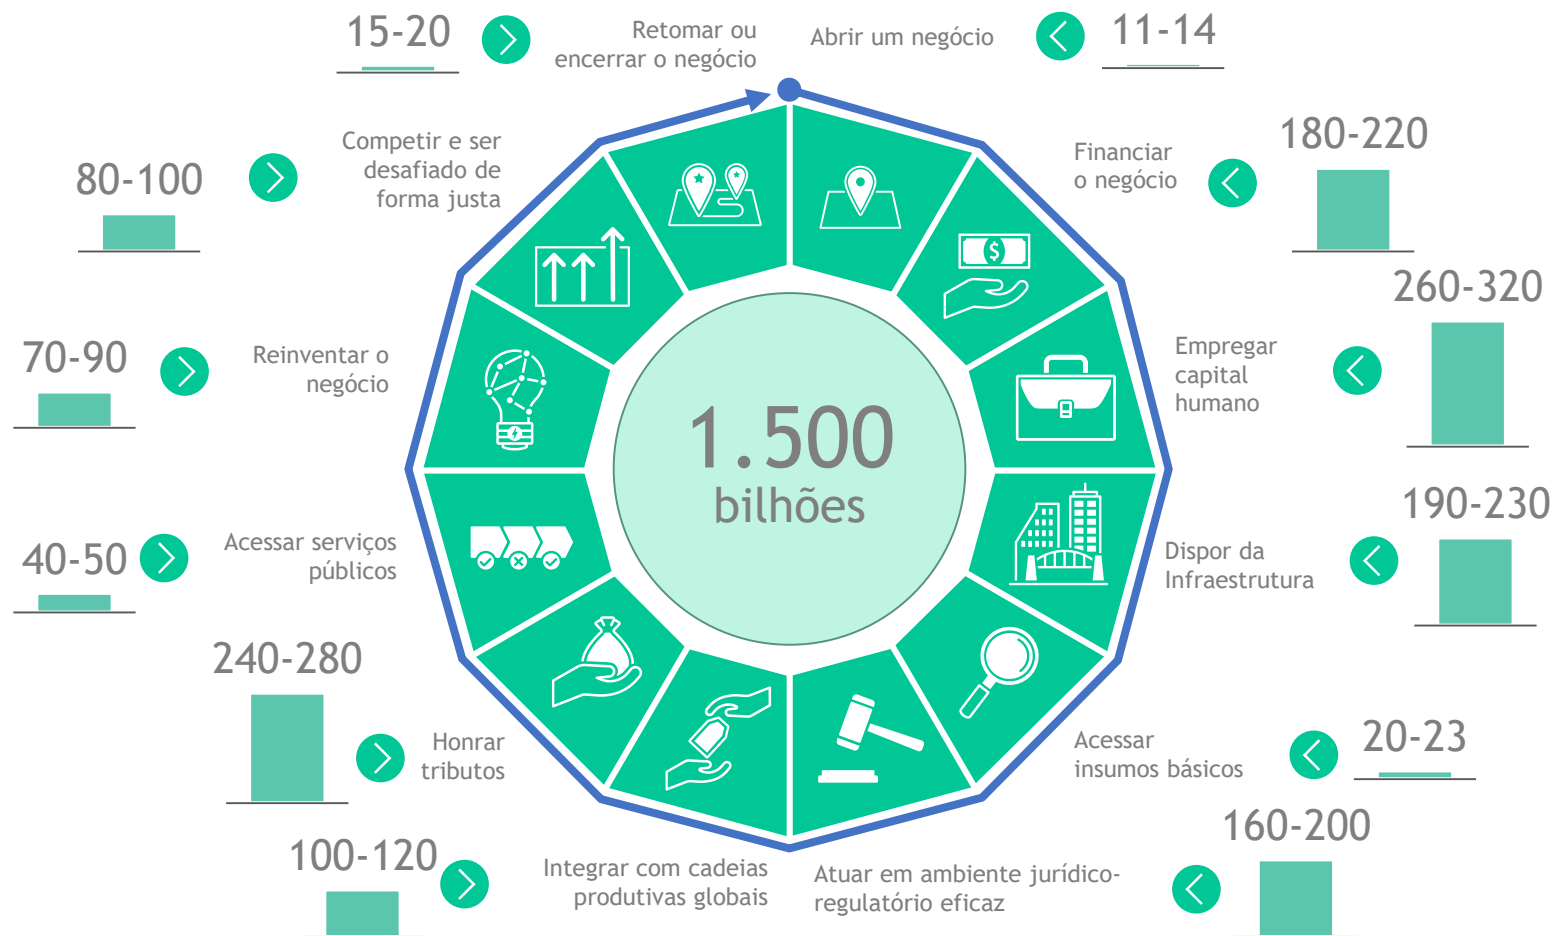 15-20
Retomar ou
encerrar o negócio
Abrir um negócio
11-14
Competir e ser
desafiado de
forma justa
80-100
Financiar
o negócio
180-220
260-320
70-90
Reinventar o
negócio
Empregar
capital
humano
1.500
bilhões
$
40-50
Acessar serviços
públicos
190-230
Dispor da
Infraestrutura
240-280
Honrar
tributos
Acessar
insumos básicos
20-23
100-120
Integrar com cadeias
produtivas globais
Atuar em ambiente jurídico-
regulatório eficaz
160-200